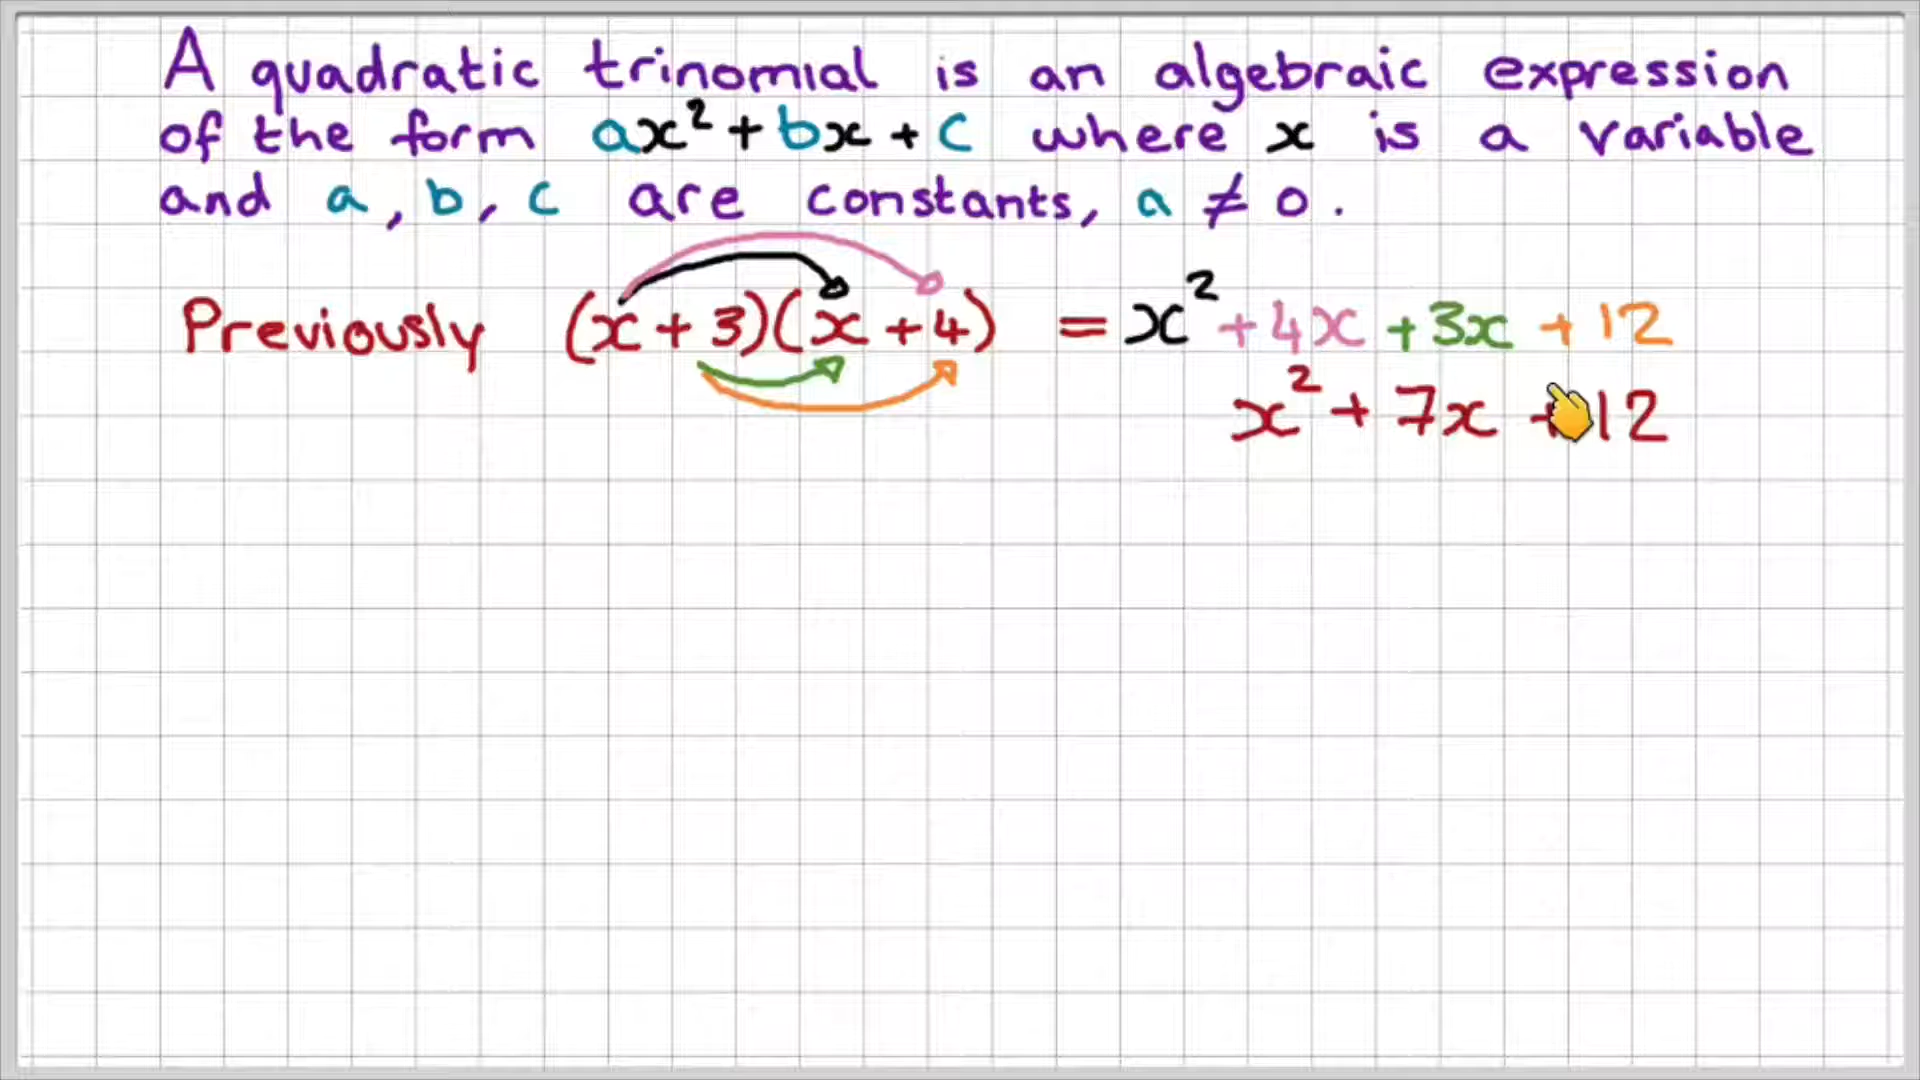 A quadratic trinomial is an algebraic expression
of the form ax² + bx + c where x is a variable
and a, b, c are constants, a ≠ 0.
Previously (x + 3)(x + 4) = x² + 4x + 3x + 12
x² + 7x + 12